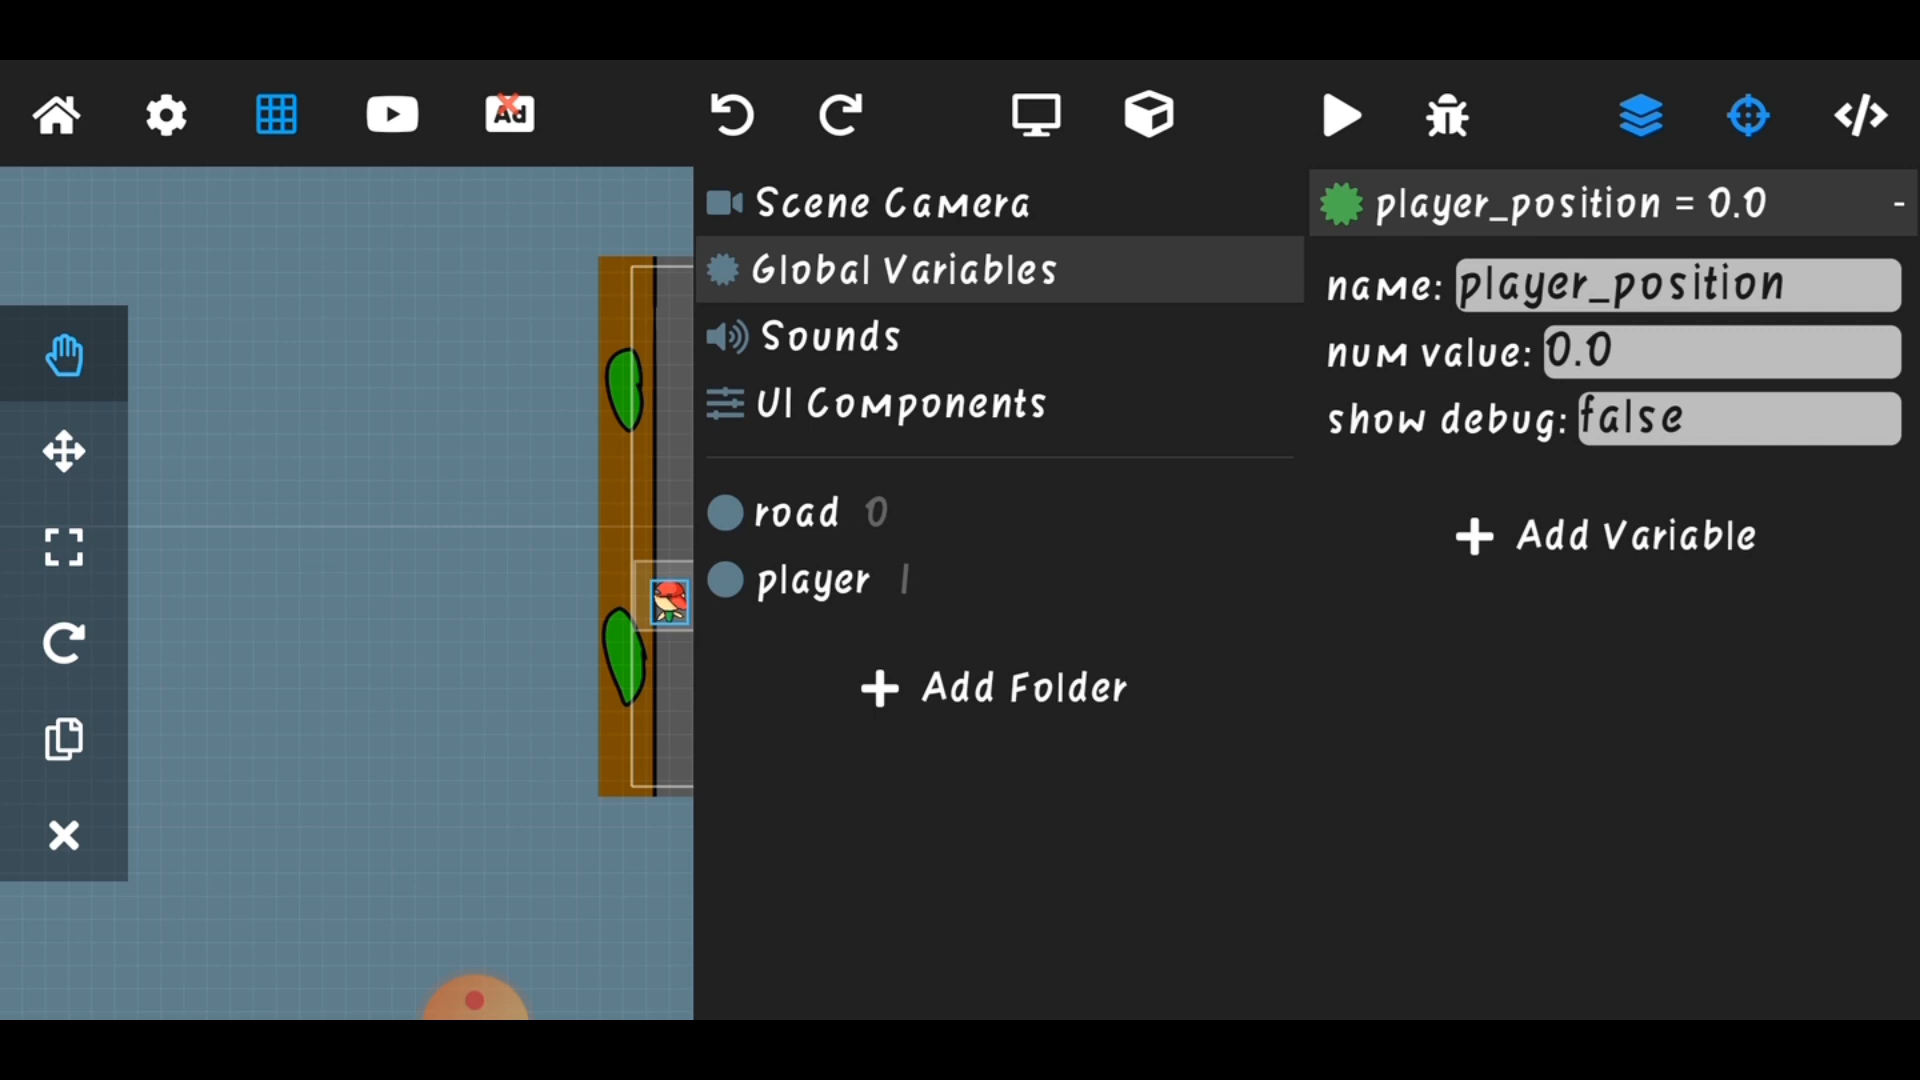 Ad
Scene Camera
Global Variables
Sounds
UI Components
road 0
player 1
+ Add Folder
player_position = 0.0 -
name: player_position
num value: 0.0
show debug: false
+ Add Variable